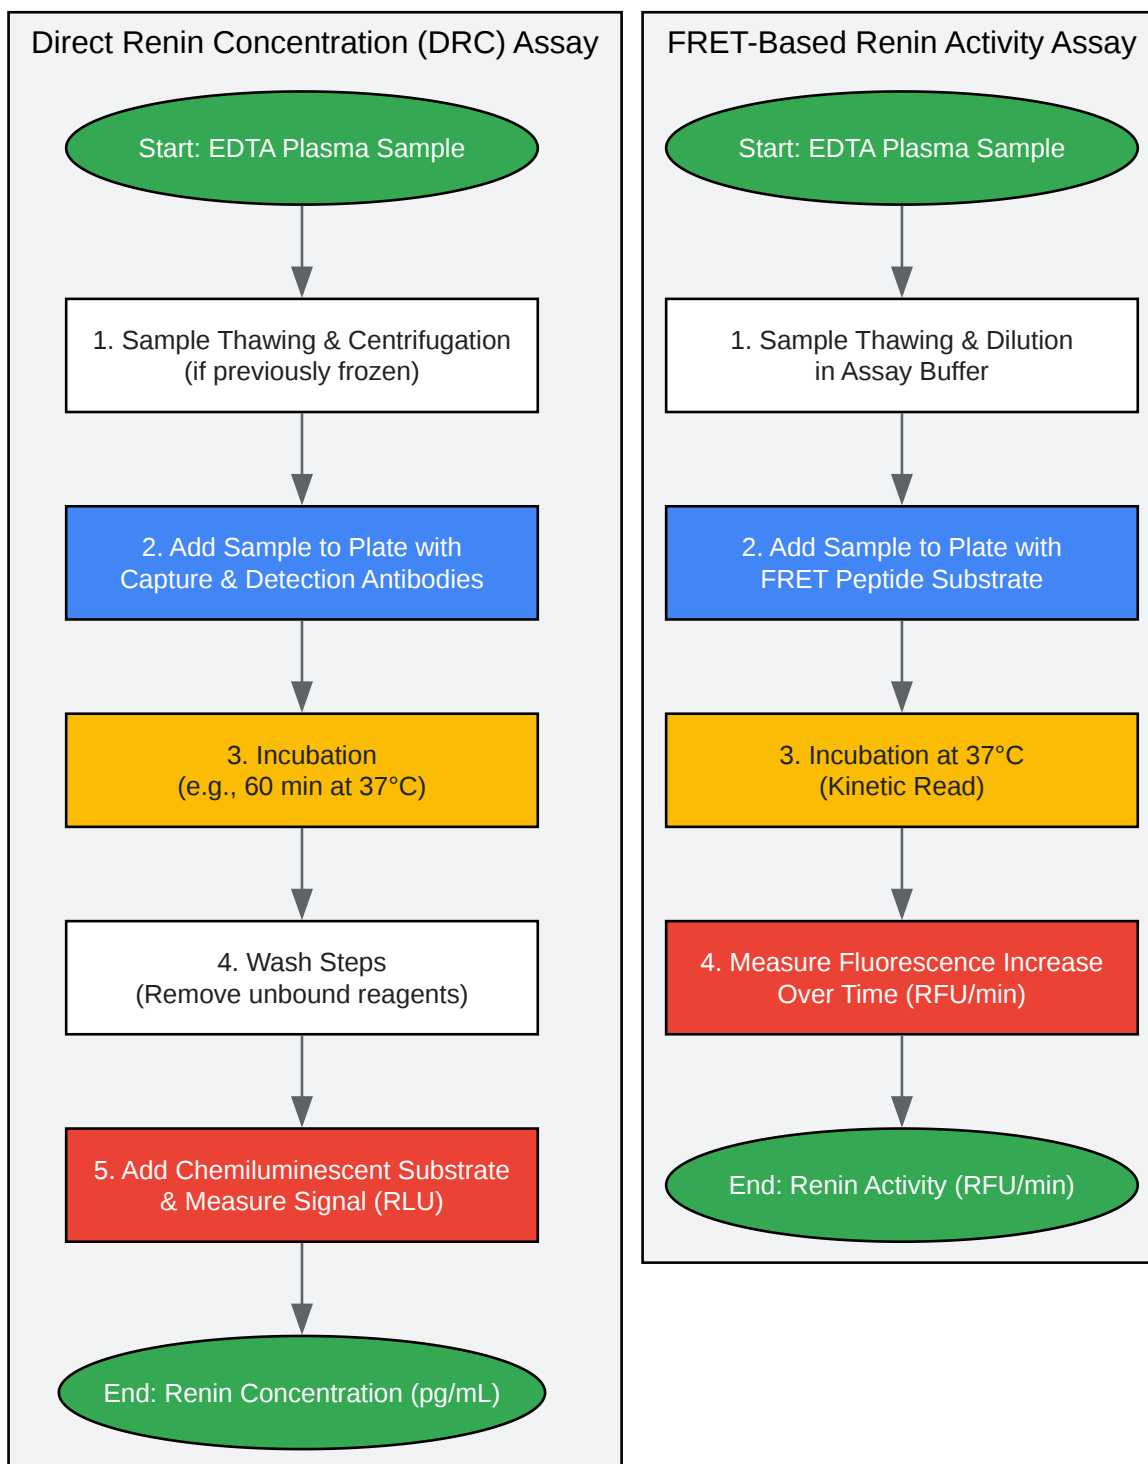 Direct Renin Concentration (DRC) Assay
Start: EDTA Plasma Sample
1. Sample Thawing & Centrifugation
(if previously frozen)
2. Add Sample to Plate with
Capture & Detection Antibodies
3. Incubation
(e.g., 60 min at 37°C)
4. Wash Steps
(Remove unbound reagents)
5. Add Chemiluminescent Substrate
& Measure Signal (RLU)
End: Renin Concentration (pg/mL)
FRET-Based Renin Activity Assay
Start: EDTA Plasma Sample
1. Sample Thawing & Dilution
in Assay Buffer
2. Add Sample to Plate with
FRET Peptide Substrate
3. Incubation at 37°C
(Kinetic Read)
4. Measure Fluorescence Increase
Over Time (RFU/min)
End: Renin Activity (RFU/min)